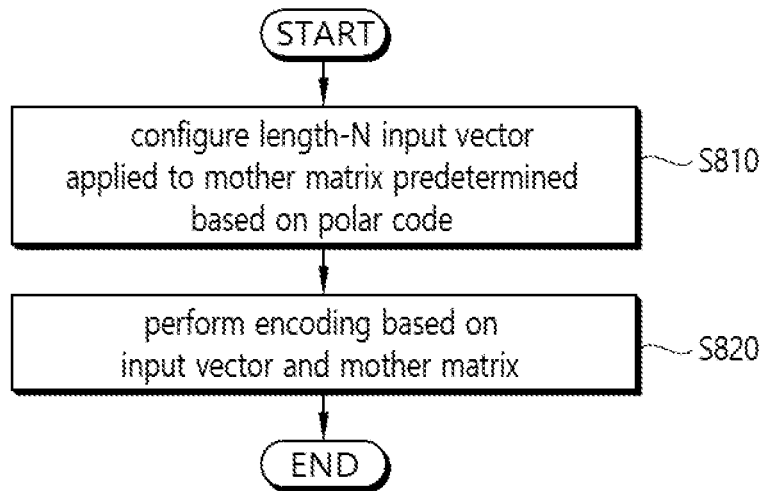 START
configure length-N input vector
applied to mother matrix predetermined
based on polar code
S810
perform encoding based on
input vector and mother matrix
S820
END